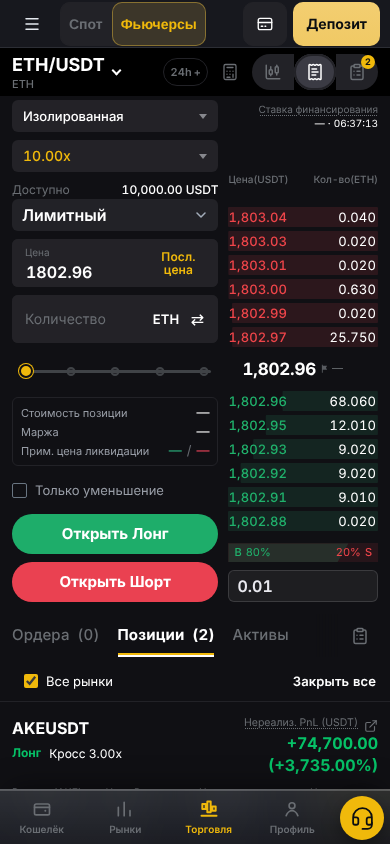 Спот
Фьючерсы
Депозит
ETH/USDT
ETH
24h +
2
Изолированная
10.00x
Доступно 10,000.00 USDT
Лимитный
Цена
1802.96
Посл. цена
Количество ETH
Стоимость позиции —
Маржа —
Прим. цена ликвидации — / —
Только уменьшение
Открыть Лонг
Открыть Шорт
Ставка финансирования
— · 06:37:13
Цена(USDT) Кол-во(ETH)
1,803.04 0.040
1,803.03 0.020
1,803.01 0.020
1,803.00 0.630
1,802.99 0.020
1,802.97 25.750
1,802.96 —
1,802.96 68.060
1,802.95 12.010
1,802.93 9.020
1,802.92 9.020
1,802.91 9.010
1,802.88 0.020
B 80% 20% S
0.01
Ордера (0) Позиции (2) Активы
Все рынки Закрыть все
AKEUSDT
Лонг Кросс 3.00x
Нереализ. PnL (USDT)
+74,700.00
(+3,735.00%)
Кошелёк Рынки Торговля Профиль